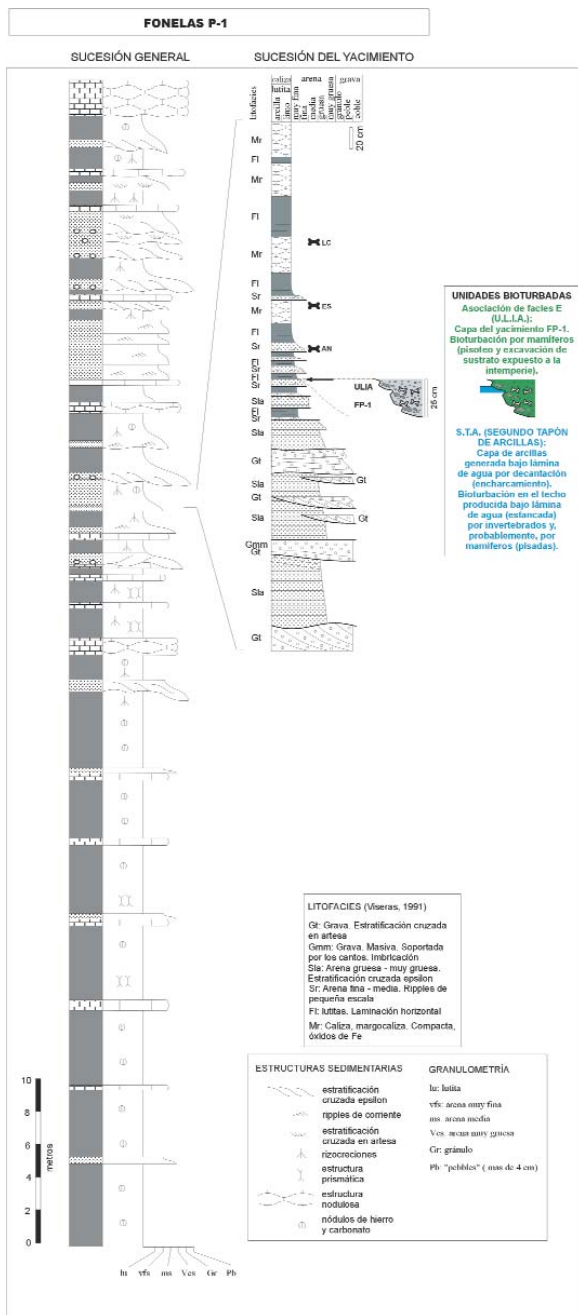 FONELAS P-1
SUCESIÓN GENERAL
SUCESIÓN DEL YACIMIENTO
Litofacies
caliza
arena
grava
lutita
arcilla
limo
muy fina
fina
media
gruesa
muy gruesa
gránulo
peble
coble
20 cm
Mr
Fl
Mr
Fl
LC
Mr
Fl
Sr
ES
Mr
Fl
AN
Sr
Fl
Sr
Fl
Sr
ULIA
FP-1
26 cm
Sla
Fl
Sr
Sla
Gt
Sla
Gt
Gt
Sla
Gt
Gmm
Gt
Sla
Gt
UNIDADES BIOTURBADAS
Asociación de facies E
(U.L.I.A.):
Capa del yacimiento FP-1.
Bioturbación por mamíferos
(pisoteo y excavación de
sustrato expuesto a la
intemperie).
S.T.A. (SEGUNDO TAPÓN
DE ARCILLAS):
Capa de arcillas
generada bajo lámina
de agua por decantación
(encharcamiento).
Bioturbación en el techo
producida bajo lámina
de agua (estancada)
por invertebrados y,
probablemente, por
mamíferos (pisadas).
LITOFACIES (Viseras, 1991)
Gt: Grava. Estratificación cruzada
en artesa
Gmm: Grava. Masiva. Soportada
por los cantos. Imbricación
Sla: Arena gruesa - muy gruesa.
Estratificación cruzada epsilon
Sr: Arena fina - media. Ripples de
pequeña escala
Fl: lutitas. Laminación horizontal
Mr: Caliza, margocaliza. Compacta,
óxidos de Fe
ESTRUCTURAS SEDIMENTARIAS
estratificación
cruzada epsilon
ripples de corriente
estratificación
cruzada en artesa
rizocreciones
estructura
prismática
estructura
nodulosa
nódulos de hierro
y carbonato
GRANULOMETRÍA
lu: lutita
vfs: arena muy fina
ms: arena media
Vcs: arena muy gruesa
Gr: gránulo
Pb: "pebbles" ( mas de 4 cm)
10
8
6
4
2
0
metros
lu vfs ms Vcs Gr Pb